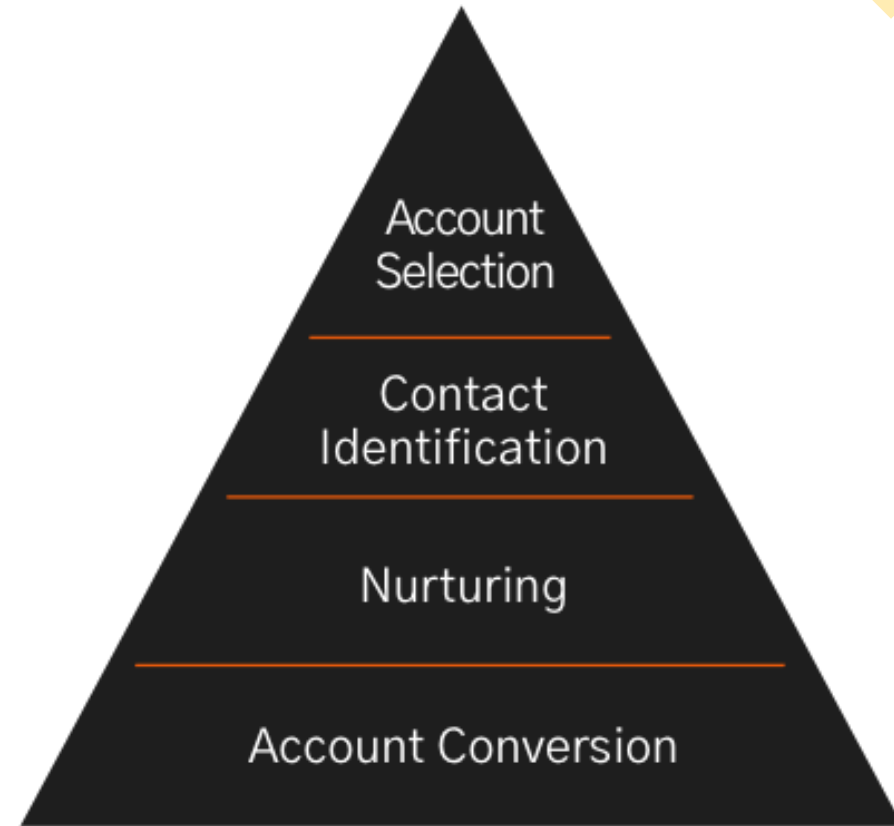 Account
Selection
Contact
Identification
Nurturing
Account Conversion